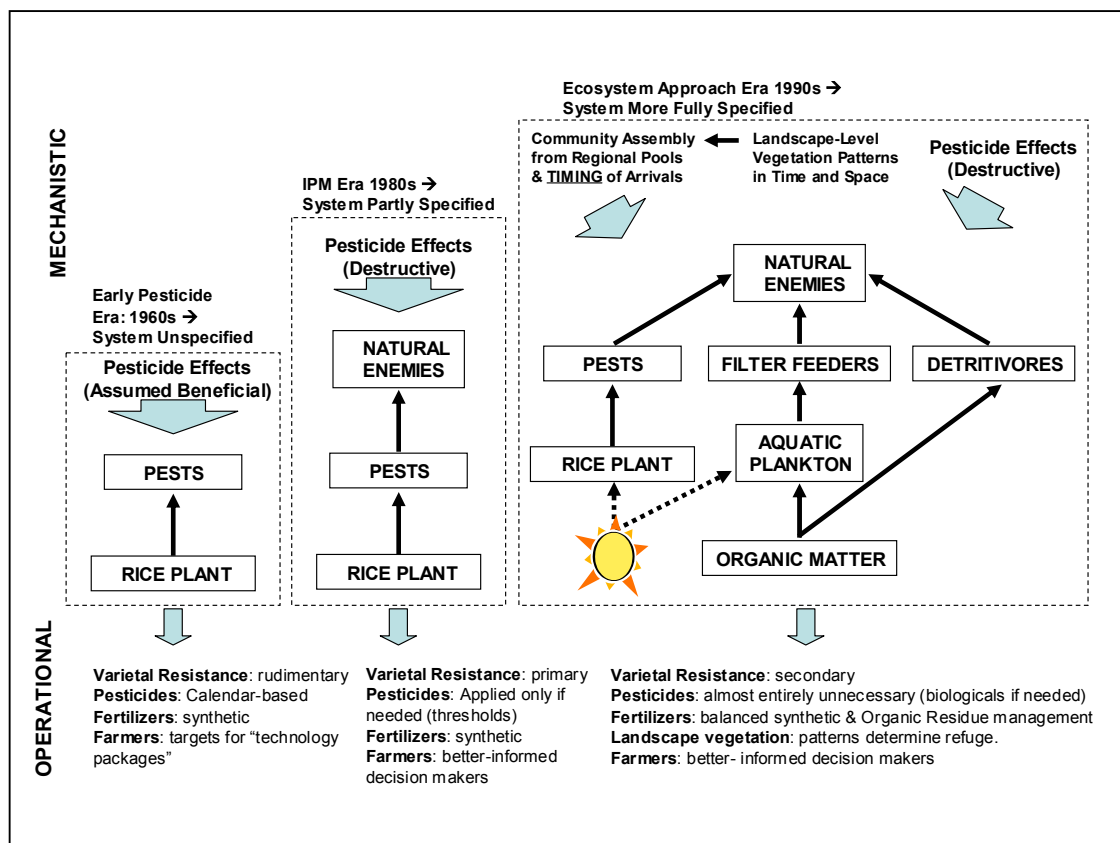 MECHANISTIC
Early Pesticide
Era: 1960s →
System Unspecified
Pesticide Effects
(Assumed Beneficial)
PESTS
RICE PLANT
IPM Era 1980s →
System Partly Specified
Pesticide Effects
(Destructive)
NATURAL
ENEMIES
PESTS
RICE PLANT
Ecosystem Approach Era 1990s →
System More Fully Specified
Community Assembly
from Regional Pools
& TIMING of Arrivals
Landscape-Level
Vegetation Patterns
in Time and Space
Pesticide Effects
(Destructive)
NATURAL
ENEMIES
PESTS
FILTER FEEDERS
DETRITIVORES
RICE PLANT
AQUATIC
PLANKTON
ORGANIC MATTER
OPERATIONAL
Varietal Resistance: rudimentary
Pesticides: Calendar-based
Fertilizers: synthetic
Farmers: targets for “technology
packages”
Varietal Resistance: primary
Pesticides: Applied only if
needed (thresholds)
Fertilizers: synthetic
Farmers: better-informed
decision makers
Varietal Resistance: secondary
Pesticides: almost entirely unnecessary (biologicals if needed)
Fertilizers: balanced synthetic & Organic Residue management
Landscape vegetation: patterns determine refuge.
Farmers: better- informed decision makers